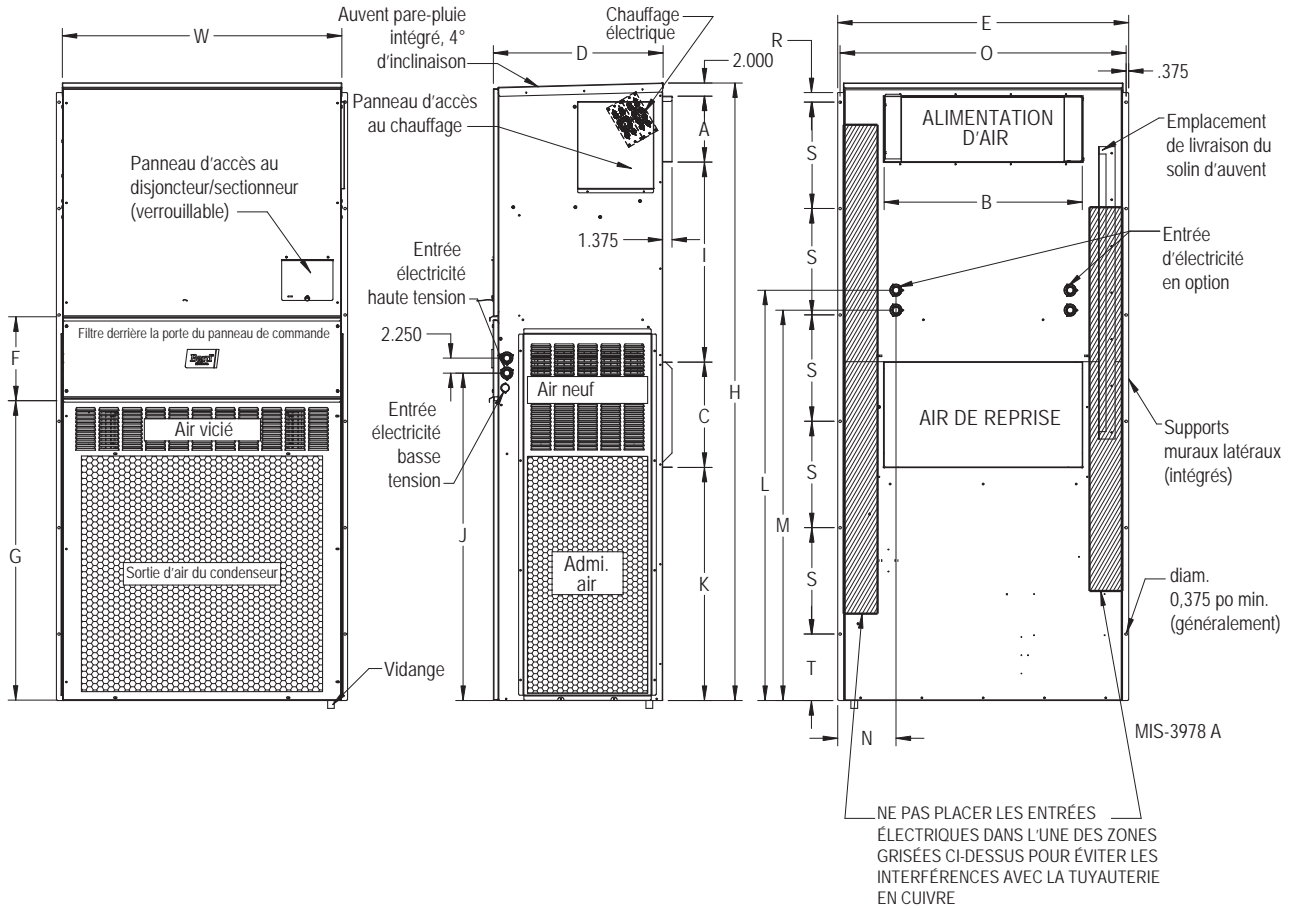 W
Panneau d'accès au
disjoncteur/sectionneur
(verrouillable)
Filtre derrière la porte du panneau de commande
Bard
F
Air vicié
G
Sortie d'air du condenseur
Vidange
Auvent pare-pluie
intégré, 4°
d'inclinaison
Chauffage
électrique
D
2.000
Panneau d'accès
au chauffage
A
1.375
I
Entrée
électricité
haute tension
2.250
Air neuf
H
C
Entrée
électricité
basse
tension
J
Admi.
air
K
E
R
O
.375
ALIMENTATION
D'AIR
Emplacement
de livraison du
solin d'auvent
S
B
S
Entrée
d'électricité
en option
S
AIR DE REPRISE
Supports
muraux latéraux
(intégrés)
L
S
M
S
diam.
0,375 po min.
(généralement)
T
N
MIS-3978 A
NE PAS PLACER LES ENTRÉES
ÉLECTRIQUES DANS L'UNE DES ZONES
GRISÉES CI-DESSUS POUR ÉVITER LES
INTERFÉRENCES AVEC LA TUYAUTERIE
EN CUIVRE